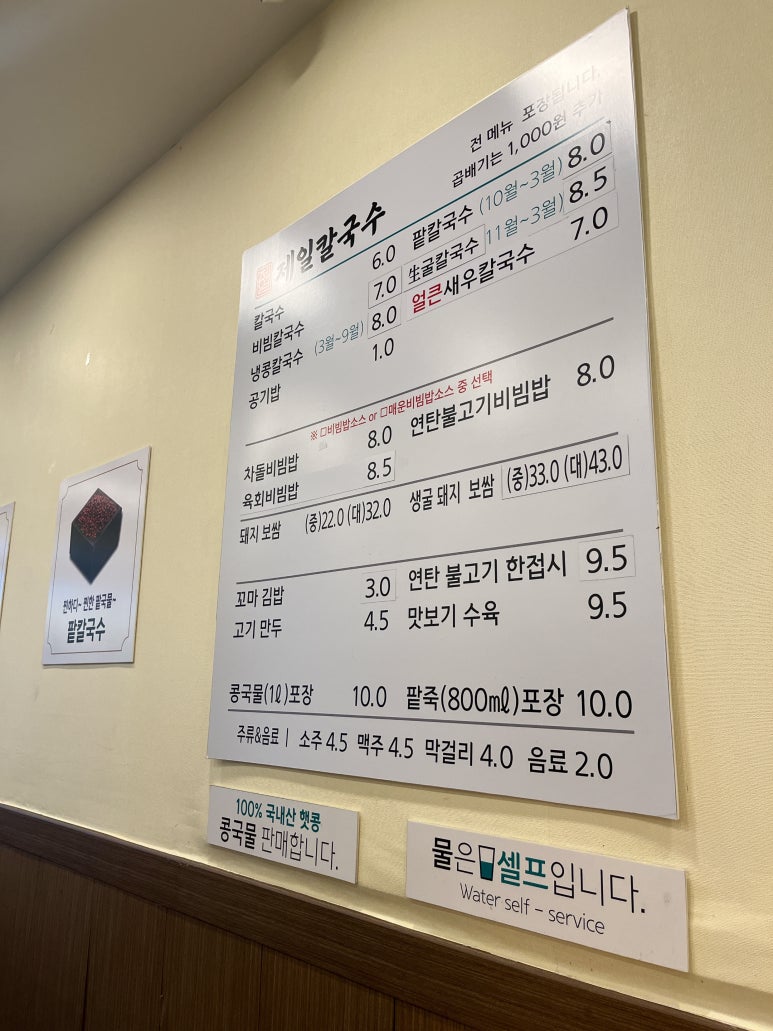 전 메뉴 포장됩니다.
곱배기는 1,000원 추가
제일칼국수
칼국수 6.0 팥칼국수 (10월~3월) 8.0
비빔칼국수 7.0 生굴칼국수 11월~3월) 8.5
냉콩칼국수 (3월~9월) 8.0 얼큰새우칼국수 7.0
공기밥 1.0
※ □비빔밥소스 or □매운비빔밥소스 중 선택
차돌비빔밥 8.0 연탄불고기비빔밥 8.0
육회비빔밥 8.5
돼지 보쌈 (중)22.0 (대)32.0 생굴 돼지 보쌈 (중)33.0 (대)43.0
꼬마 김밥 3.0 연탄 불고기 한접시 9.5
고기 만두 4.5 맛보기 수육 9.5
콩국물(1ℓ)포장 10.0 팥죽(800㎖)포장 10.0
주류&음료 | 소주 4.5 맥주 4.5 막걸리 4.0 음료 2.0
100% 국내산 햇콩
콩국물 판매합니다.
물은 셀프입니다.
Water self - service
찐하다~ 찐한 팥국물~
팥칼국수